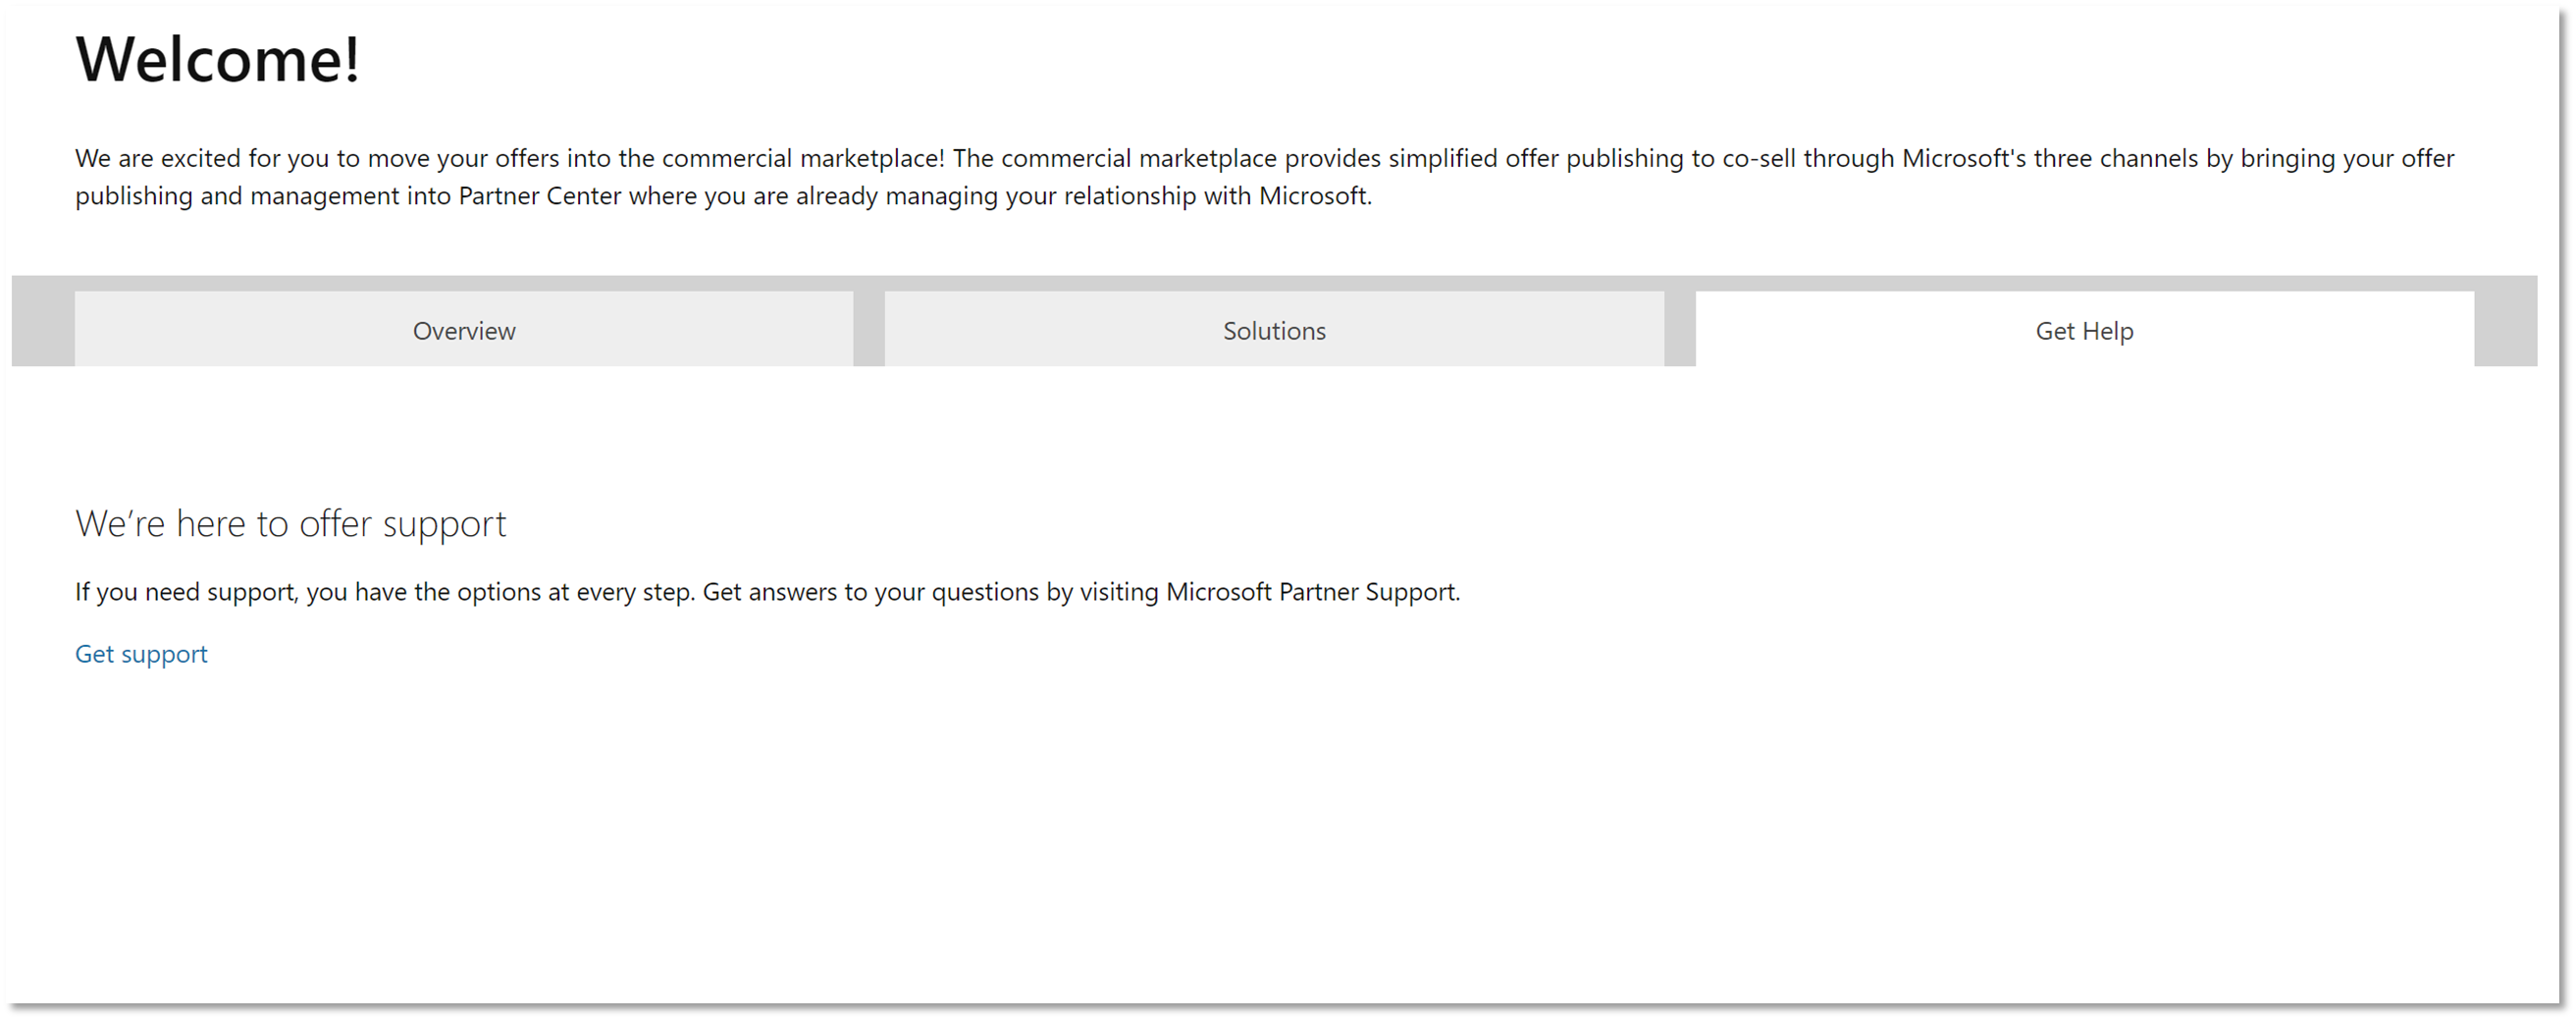 Welcome!
We are excited for you to move your offers into the commercial marketplace! The commercial marketplace provides simplified offer publishing to co-sell through Microsoft's three channels by bringing your offer
publishing and management into Partner Center where you are already managing your relationship with Microsoft.
Overview
Solutions
Get Help
We’re here to offer support
If you need support, you have the options at every step. Get answers to your questions by visiting Microsoft Partner Support.
Get support